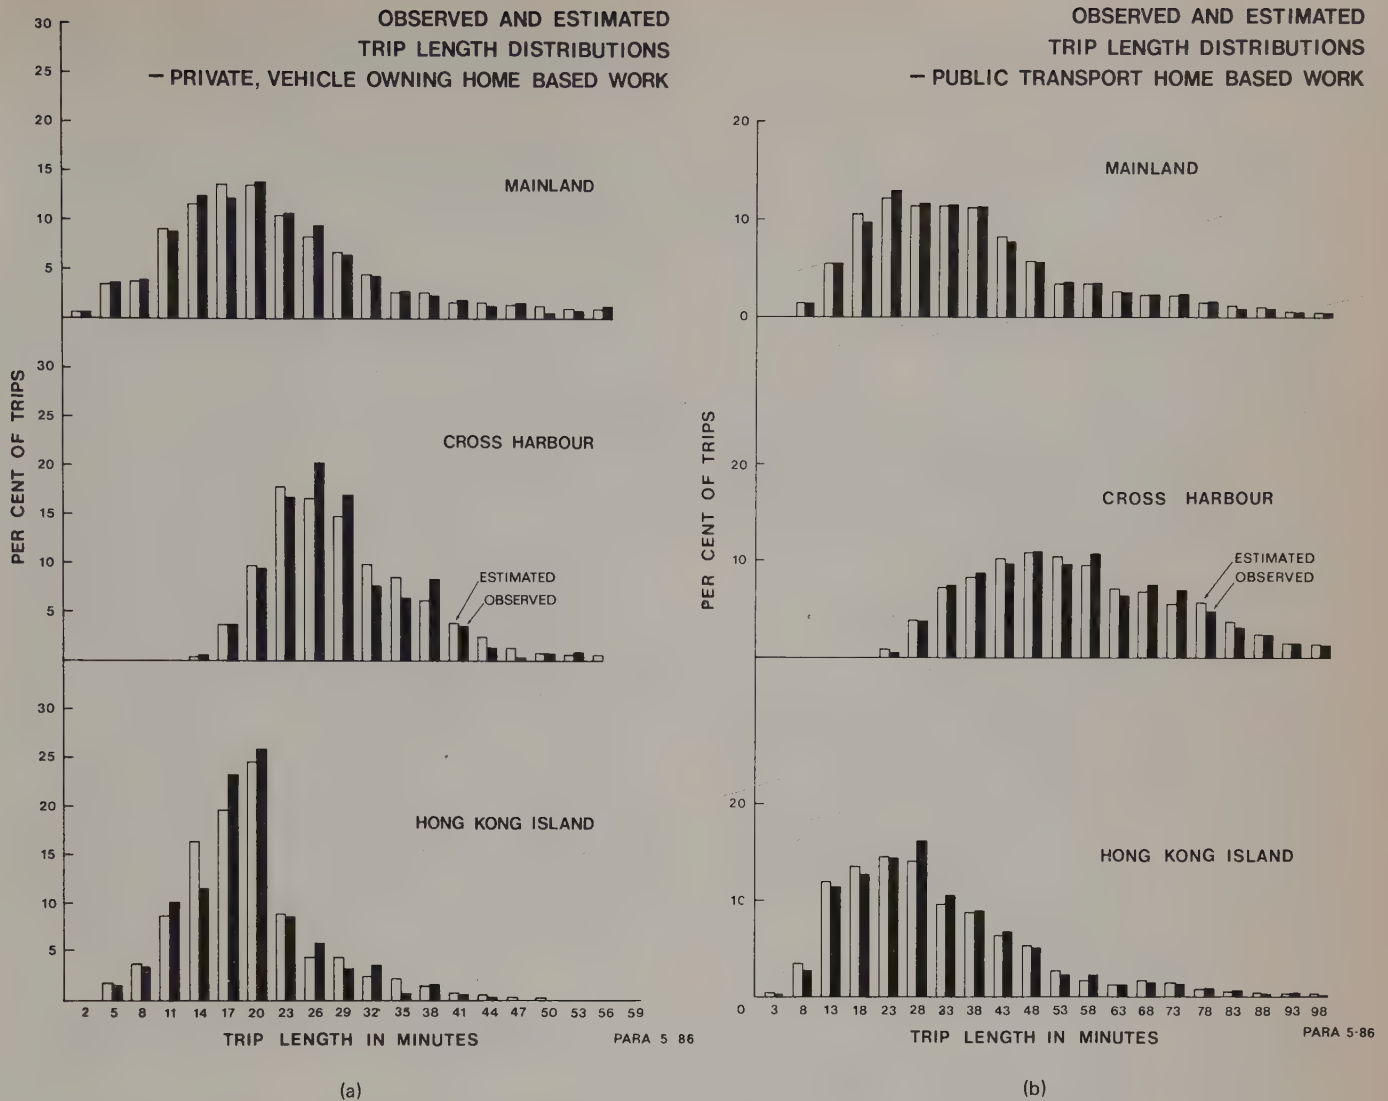 OBSERVED AND ESTIMATED
TRIP LENGTH DISTRIBUTIONS
— PRIVATE, VEHICLE OWNING HOME BASED WORK
30
25
20
15
10
5
MAINLAND
PER CENT OF TRIPS
30
25
20
15
10
5
CROSS HARBOUR
ESTIMATED
OBSERVED
30
25
20
15
10
5
HONG KONG ISLAND
2 5 8 11 14 17 20 23 26 29 32 35 38 41 44 47 50 53 56 59
TRIP LENGTH IN MINUTES
PARA 5 86
(a)
OBSERVED AND ESTIMATED
TRIP LENGTH DISTRIBUTIONS
— PUBLIC TRANSPORT HOME BASED WORK
20
10
0
MAINLAND
PER CENT OF TRIPS
20
10
CROSS HARBOUR
ESTIMATED
OBSERVED
20
10
HONG KONG ISLAND
0 3 8 13 18 23 28 33 38 43 48 53 58 63 68 73 78 83 88 93 98
TRIP LENGTH IN MINUTES
PARA 5·86
(b)